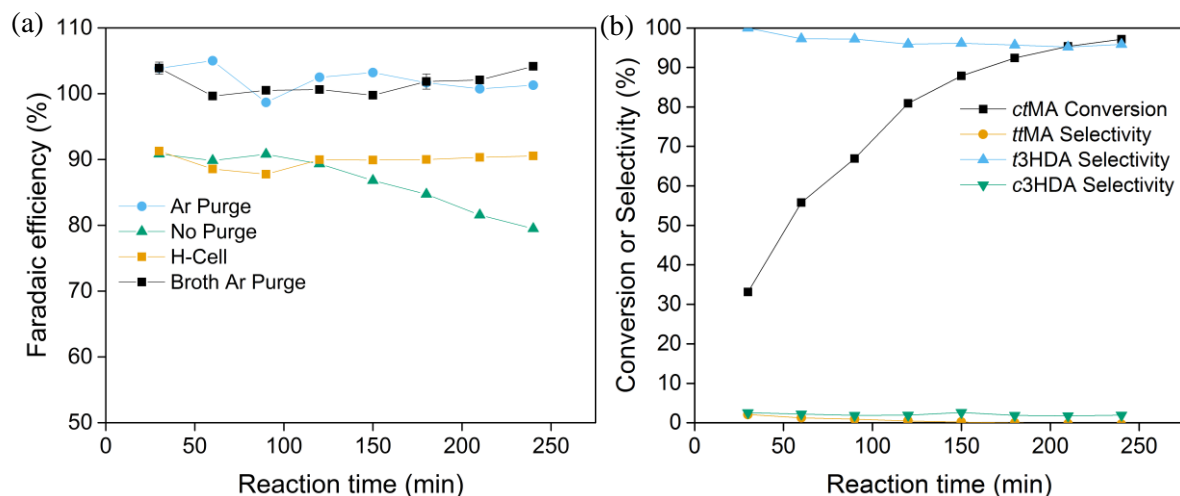 (a)
110
100
90
80
70
60
50
0
50
100
150
200
250
Faradaic efficiency (%)
Reaction time (min)
Ar Purge
No Purge
H-Cell
Broth Ar Purge
(b)
100
90
80
70
60
50
40
30
20
10
0
0
50
100
150
200
250
Conversion or Selectivity (%)
Reaction time (min)
ctMA Conversion
ttMA Selectivity
t3HDA Selectivity
c3HDA Selectivity